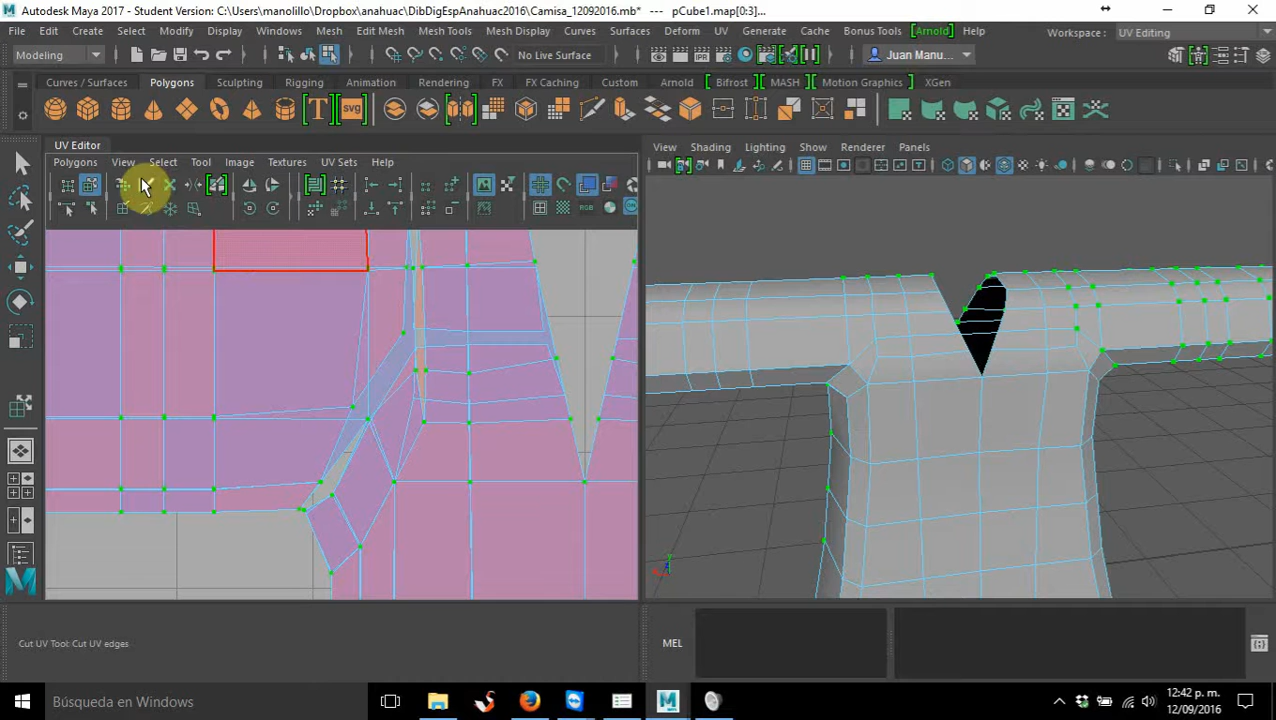 Autodesk Maya 2017 - Student Version: C:\Users\manolillo\Dropbox\anahuac\DibDigEspAnahuac2016\Camisa_12092016.mb* --- pCube1.map[0:3]...
File Edit Create Select Modify Display Windows Mesh Edit Mesh Mesh Tools Mesh Display Curves Surfaces Deform UV Generate Cache Bonus Tools Arnold Help Workspace : UV Editing
Modeling No Live Surface Juan Manu...
Curves / Surfaces Polygons Sculpting Rigging Animation Rendering FX FX Caching Custom Arnold Bifrost MASH Motion Graphics XGen
T SVG
UV Editor
Polygons View Select Tool Image Textures UV Sets Help
View Shading Lighting Show Renderer Panels
RGB
Cut UV Tool: Cut UV edges
MEL
Búsqueda en Windows
12:42 p. m.
12/09/2016